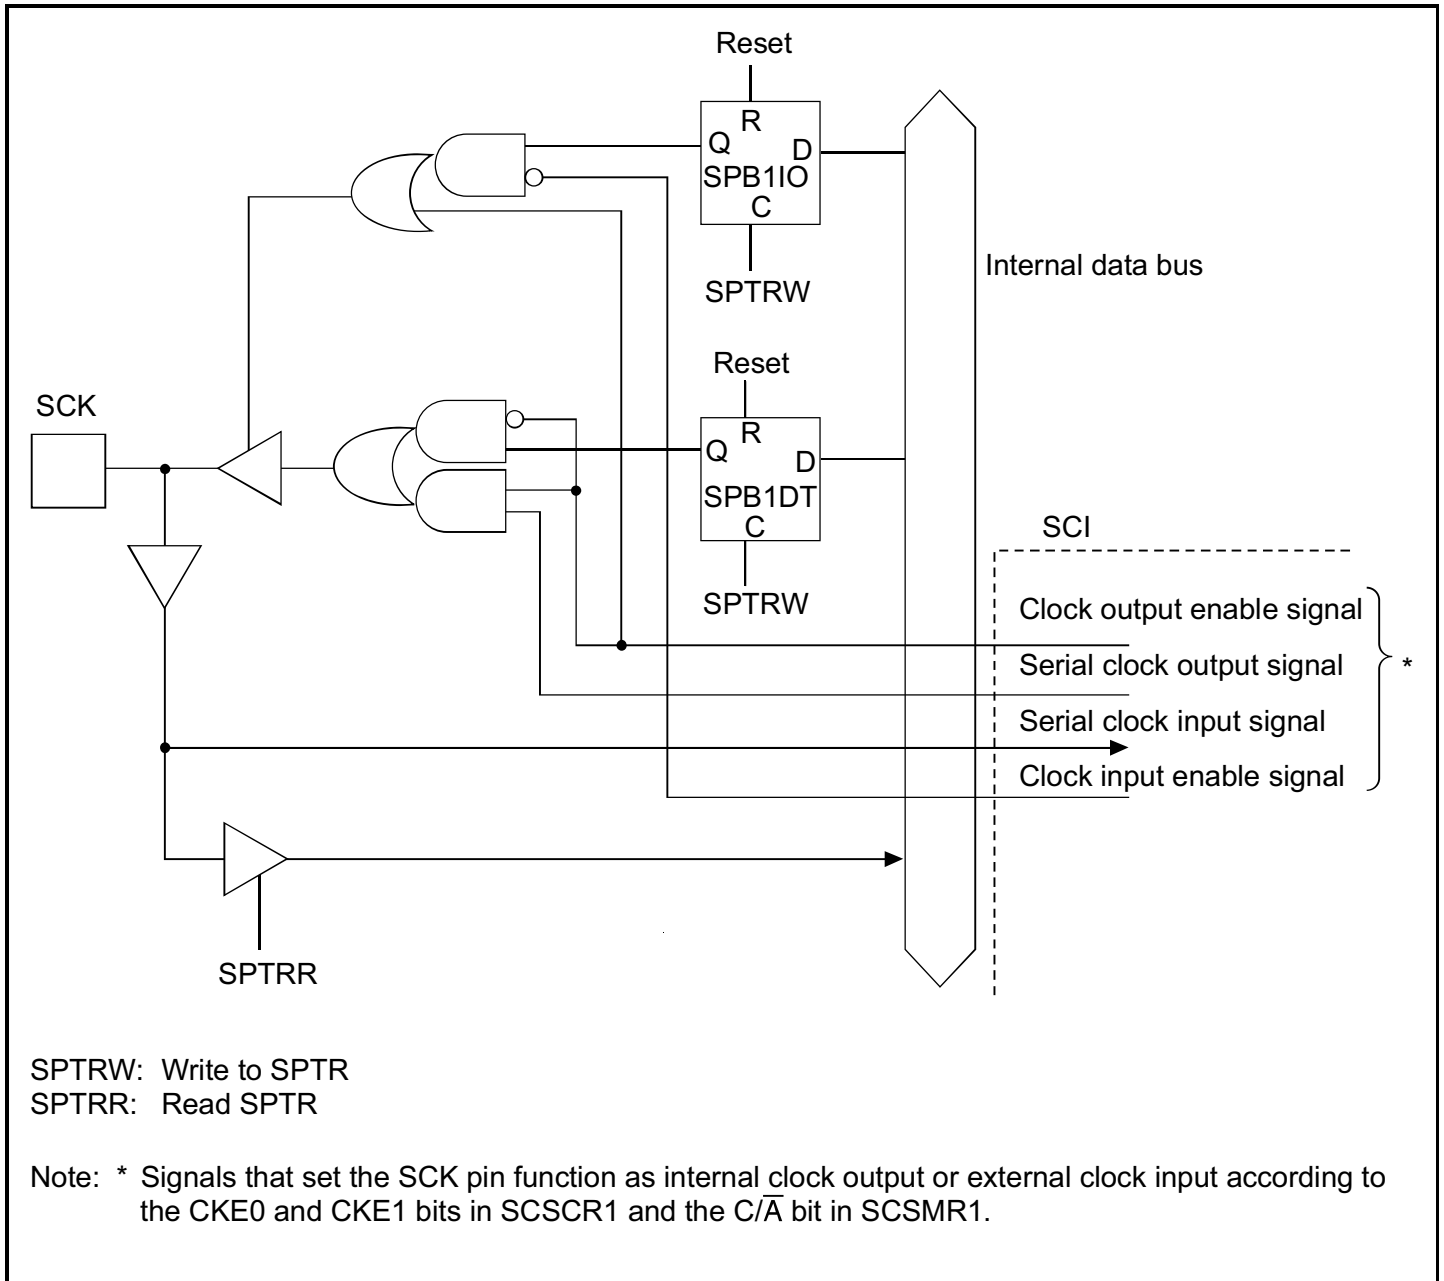 Reset
R
Q
D
SPB1IO
C
SPTRW
Internal data bus
Reset
SCK
R
Q
D
SPB1DT
C
SPTRW
SCI
Clock output enable signal
Serial clock output signal
*
Serial clock input signal
Clock input enable signal
SPTRR
SPTRW: Write to SPTR
SPTRR: Read SPTR
Note: * Signals that set the SCK pin function as internal clock output or external clock input according to
the CKE0 and CKE1 bits in SCSCR1 and the C/A̅ bit in SCSMR1.